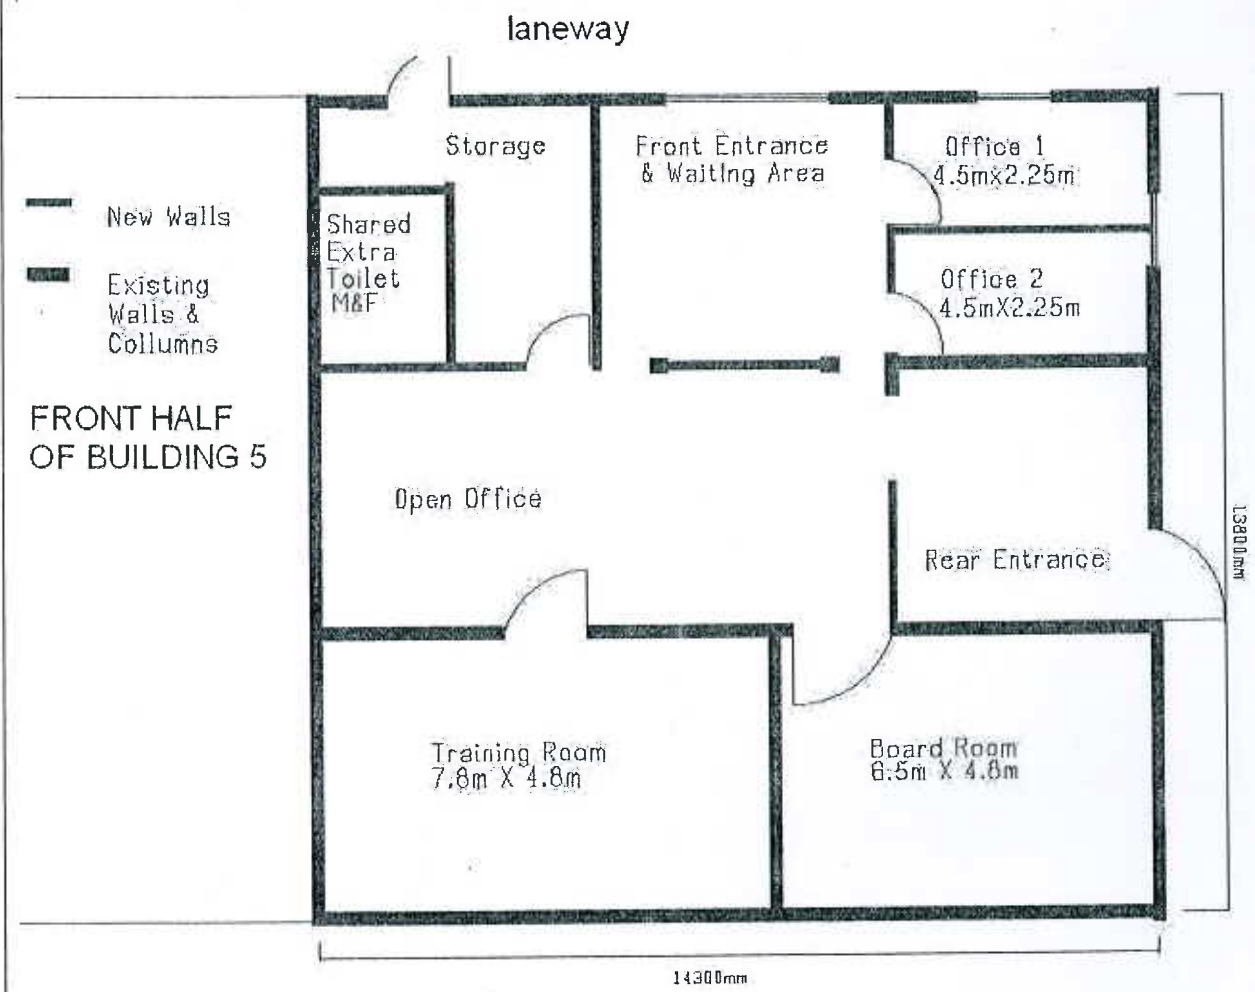 laneway
Storage
Front Entrance
& Waiting Area
Office 1
4.5mX2.25m
New Walls
Shared
Extra
Toilet
M&F
Existing
Walls &
Collumns
Office 2
4.5mX2.25m
FRONT HALF
OF BUILDING 5
Open Office
Rear Entrance
13800mm
Training Room
7.8m X 4.8m
Board Room
6.5m X 4.8m
14300mm